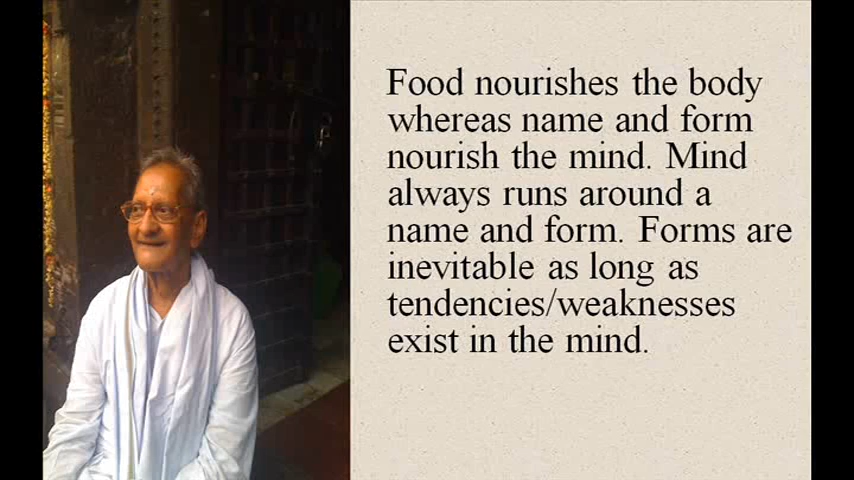 Food nourishes the body
whereas name and form
nourish the mind. Mind
always runs around a
name and form. Forms are
inevitable as long as
tendencies/weaknesses
exist in the mind.